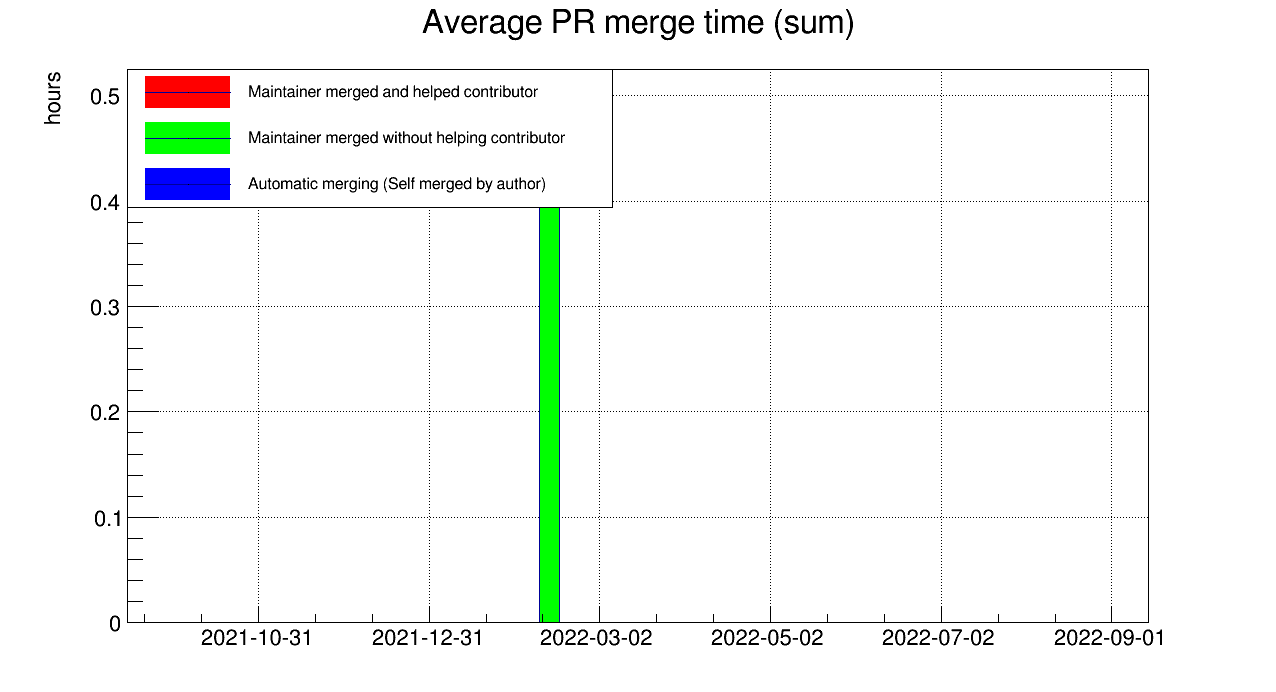 Average PR merge time (sum)
hours
0.5
0.4
0.3
0.2
0.1
0
Maintainer merged and helped contributor
Maintainer merged without helping contributor
Automatic merging (Self merged by author)
2021-10-31
2021-12-31
2022-03-02
2022-05-02
2022-07-02
2022-09-01